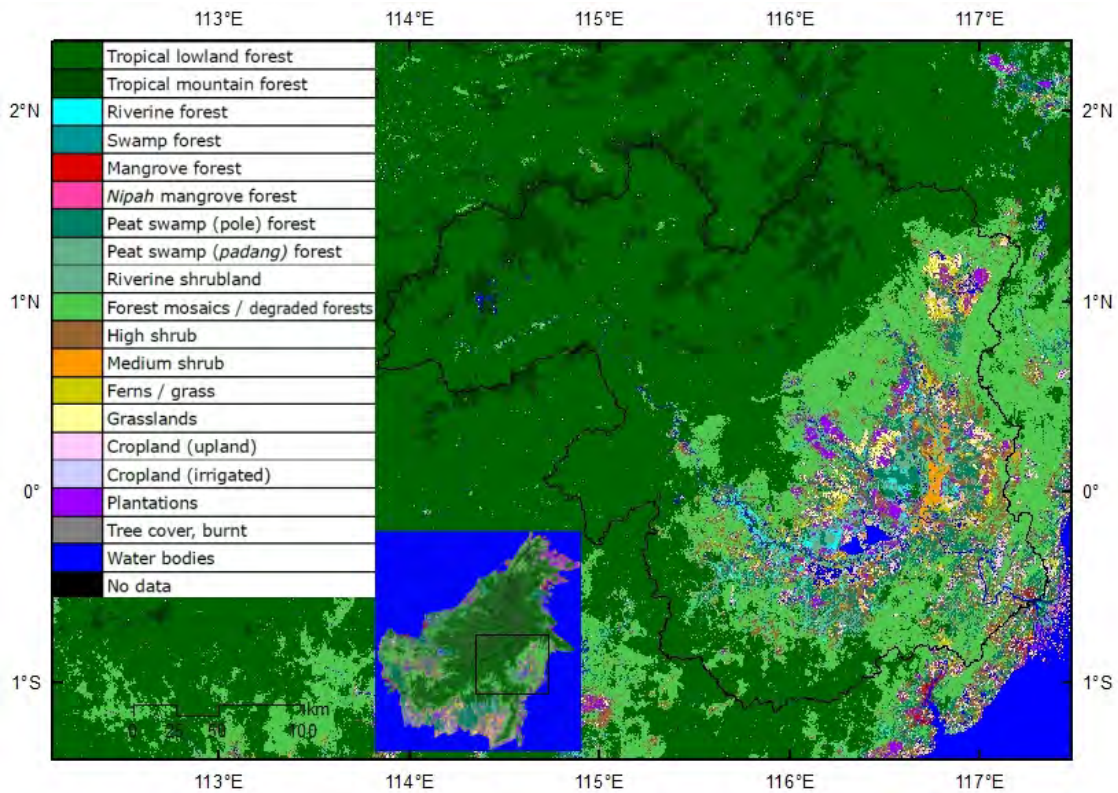 113°E 114°E 115°E 116°E 117°E
Tropical lowland forest
Tropical mountain forest
Riverine forest
Swamp forest
Mangrove forest
Nipah mangrove forest
Peat swamp (pole) forest
Peat swamp (padang) forest
Riverine shrubland
Forest mosaics / degraded forests
High shrub
Medium shrub
Ferns / grass
Grasslands
Cropland (upland)
Cropland (irrigated)
Plantations
Tree cover, burnt
Water bodies
No data
2°N 2°N
1°N 1°N
0° 0°
1°S 1°S
km
0 25 50 100
113°E 114°E 115°E 116°E 117°E